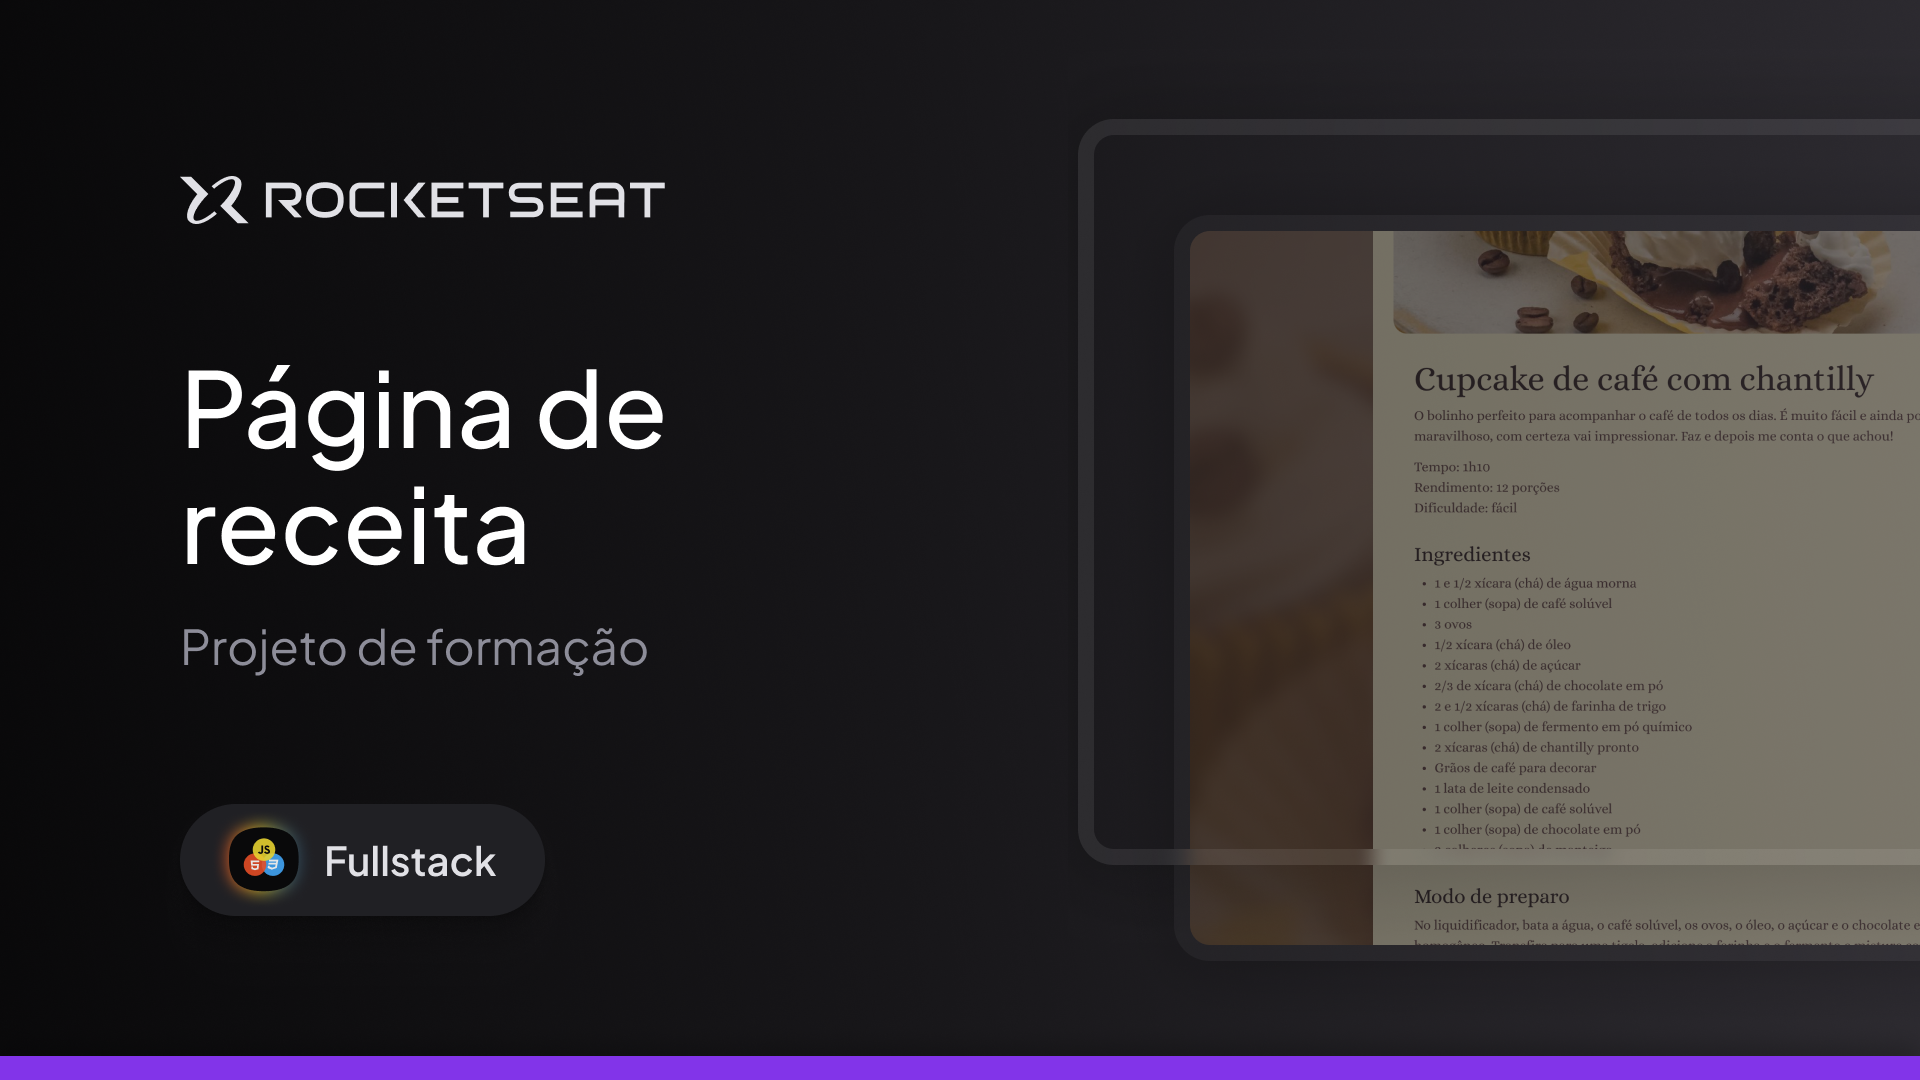 ROCKETSEAT
Página de
receita
Projeto de formação
JS
Fullstack
Cupcake de café com chantilly
O bolinho perfeito para acompanhar o café de todos os dias. É muito fácil e ainda
maravilhoso, com certeza vai impressionar. Faz e depois me conta o que achou!
Tempo: 1h10
Rendimento: 12 porções
Dificuldade: fácil
Ingredientes
• 1 e 1/2 xícara (chá) de água morna
• 1 colher (sopa) de café solúvel
• 3 ovos
• 1/2 xícara (chá) de óleo
• 2 xícaras (chá) de açúcar
• 2/3 de xícara (chá) de chocolate em pó
• 2 e 1/2 xícaras (chá) de farinha de trigo
• 1 colher (sopa) de fermento em pó químico
• 2 xícaras (chá) de chantilly pronto
• Grãos de café para decorar
• 1 lata de leite condensado
• 1 colher (sopa) de café solúvel
• 1 colher (sopa) de chocolate em pó
Modo de preparo
No liquidificador, bata a água, o café solúvel, os ovos, o óleo, o açúcar e o chocolate e